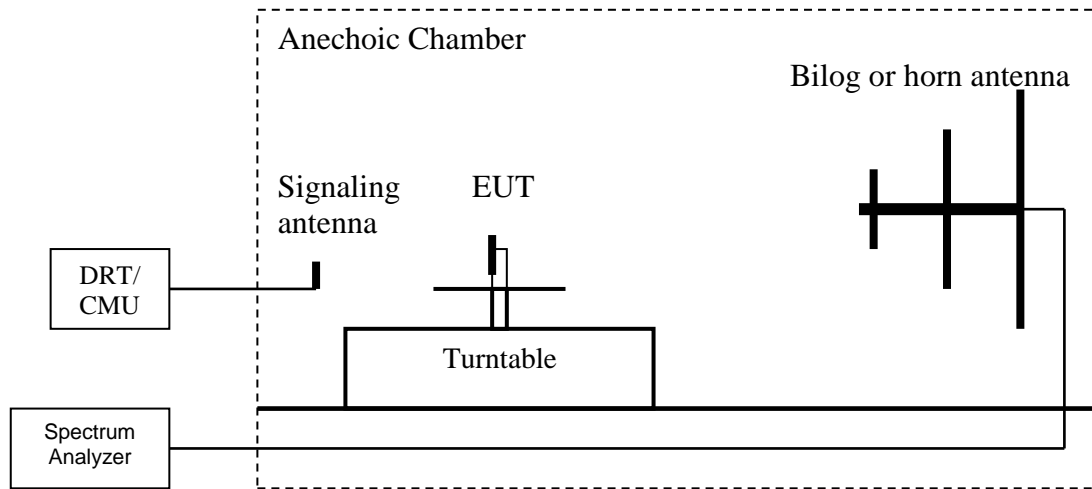 Anechoic Chamber
Bilog or horn antenna
Signaling
antenna
EUT
DRT/
CMU
Turntable
Spectrum
Analyzer